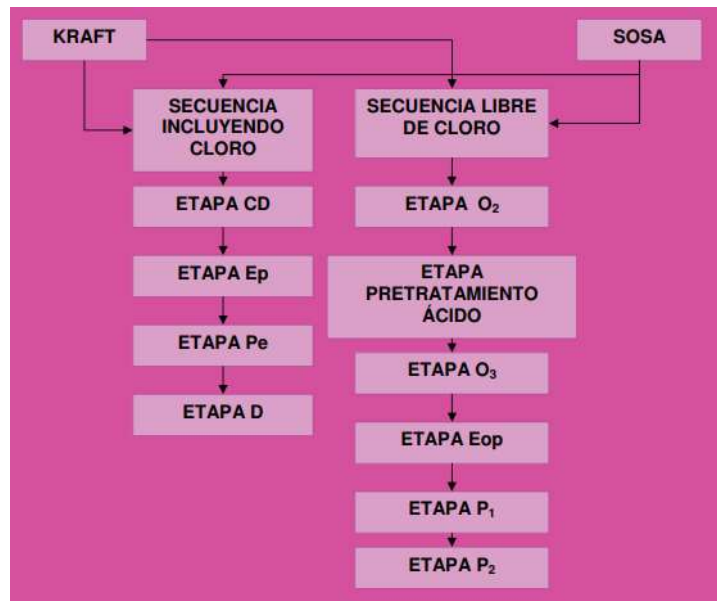 KRAFT
SOSA
SECUENCIA
INCLUYENDO
CLORO
SECUENCIA LIBRE
DE CLORO
ETAPA CD
ETAPA O₂
ETAPA Ep
ETAPA
PRETRATAMIENTO
ÁCIDO
ETAPA Pe
ETAPA O₃
ETAPA D
ETAPA Eop
ETAPA P₁
ETAPA P₂